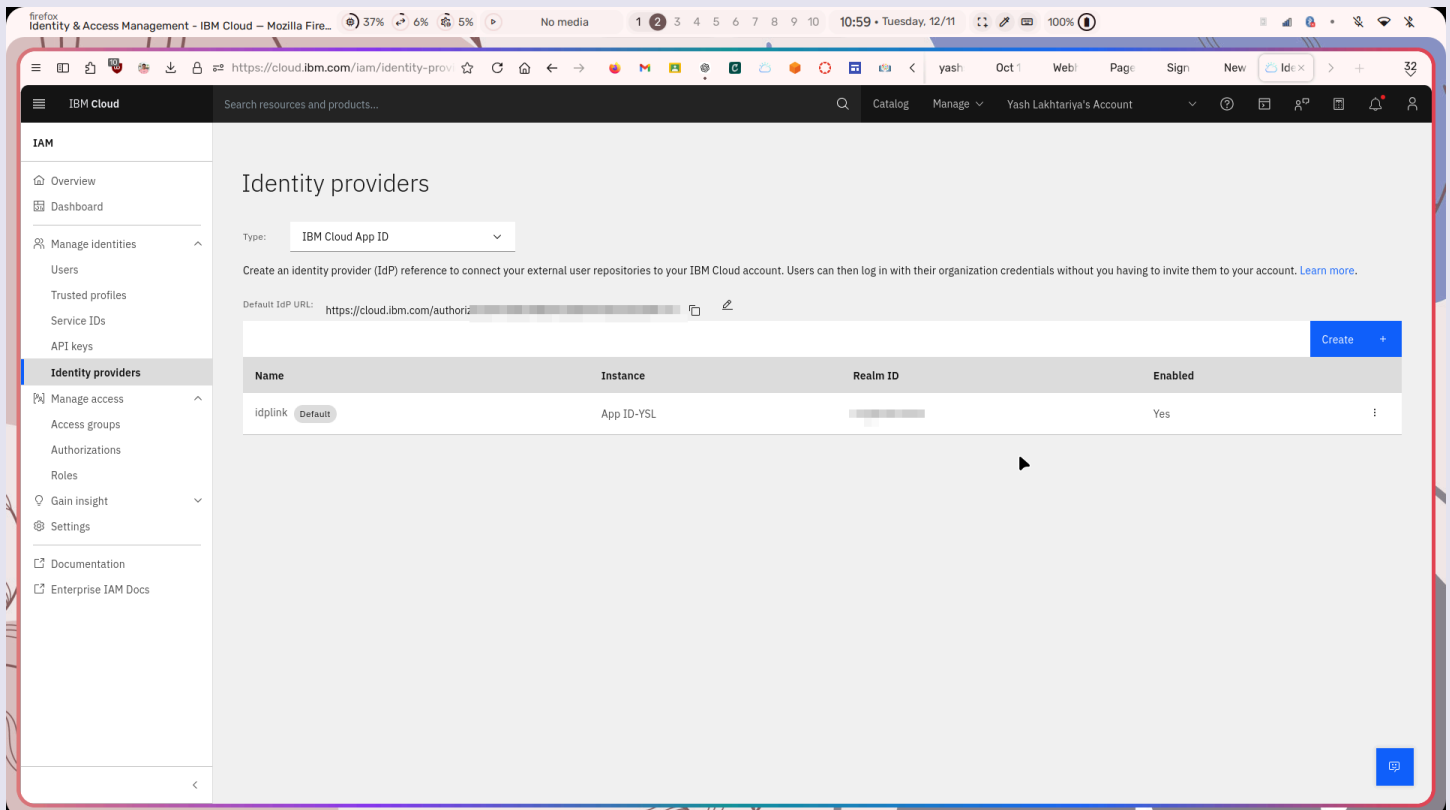 firefox
Identity & Access Management - IBM Cloud — Mozilla Fire...
37% 6% 5% No media 1 2 3 4 5 6 7 8 9 10 10:59 • Tuesday, 12/11 100%
https://cloud.ibm.com/iam/identity-prov yash Oct 1 Web Page Sign New Ide 32
IBM Cloud Search resources and products... Catalog Manage Yash Lakhtariya's Account
IAM
Overview
Dashboard
Manage identities
Users
Trusted profiles
Service IDs
API keys
Identity providers
Manage access
Access groups
Authorizations
Roles
Gain insight
Settings
Documentation
Enterprise IAM Docs
Identity providers
Type: IBM Cloud App ID
Create an identity provider (IdP) reference to connect your external user repositories to your IBM Cloud account. Users can then log in with their organization credentials without you having to invite them to your account. Learn more.
Default IdP URL: https://cloud.ibm.com/authoriz
Create +
Name Instance Realm ID Enabled
idplink Default App ID-YSL Yes